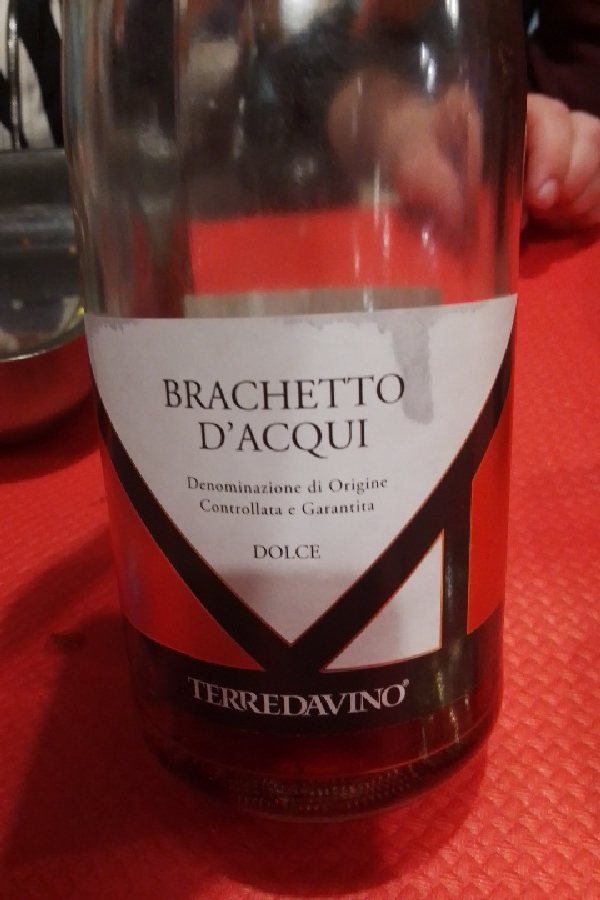 BRACHETTO
D'ACQUI
Denominazione di Origine
Controllata e Garantita
DOLCE
TERREDAVINO®